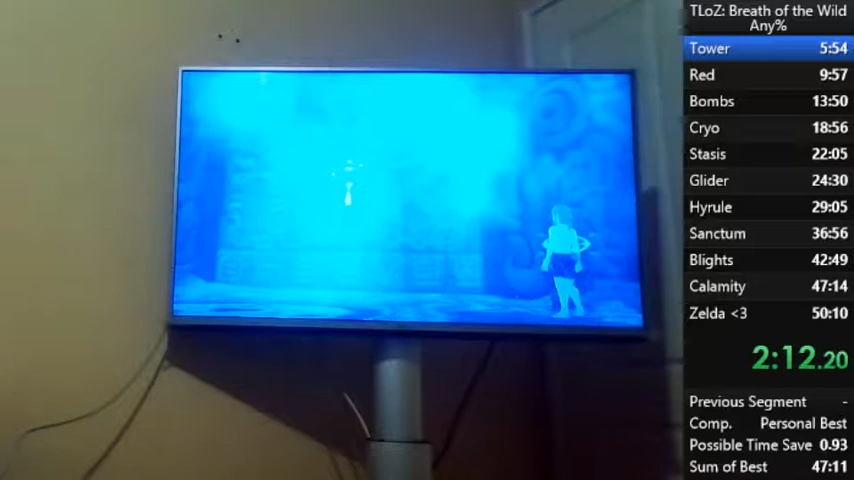 TLoZ: Breath of the Wild
Any%
Tower 5:54
Red 9:57
Bombs 13:50
Cryo 18:56
Stasis 22:05
Glider 24:30
Hyrule 29:05
Sanctum 36:56
Blights 42:49
Calamity 47:14
Zelda <3 50:10
2:12.20
Previous Segment -
Comp. Personal Best
Possible Time Save 0.93
Sum of Best 47:11